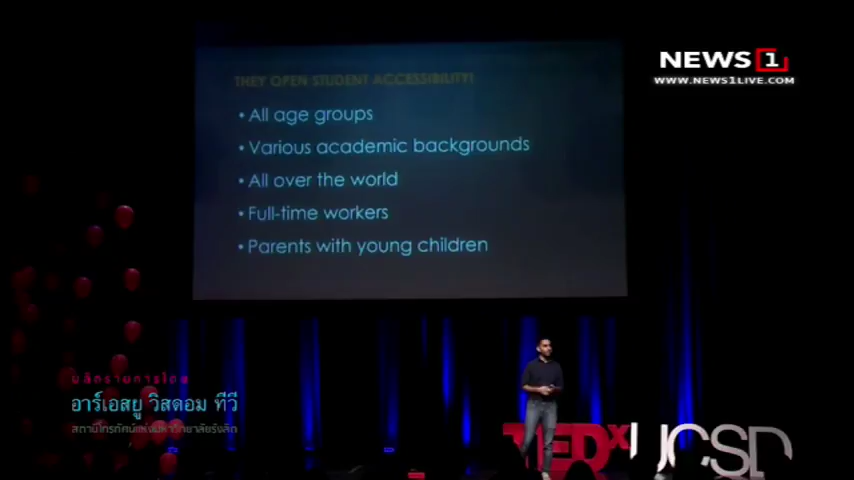 THEY OPEN STUDENT ACCESSIBILITY!
• All age groups
• Various academic backgrounds
• All over the world
• Full-time workers
• Parents with young children
NEWS 1
WWW.NEWS1LIVE.COM
ผลิตรายการโดย
อาร์เอสยู วิสดอม ทีวี
สถานีโทรทัศน์แห่งมหาวิทยาลัยรังสิต
TEDxUCSD